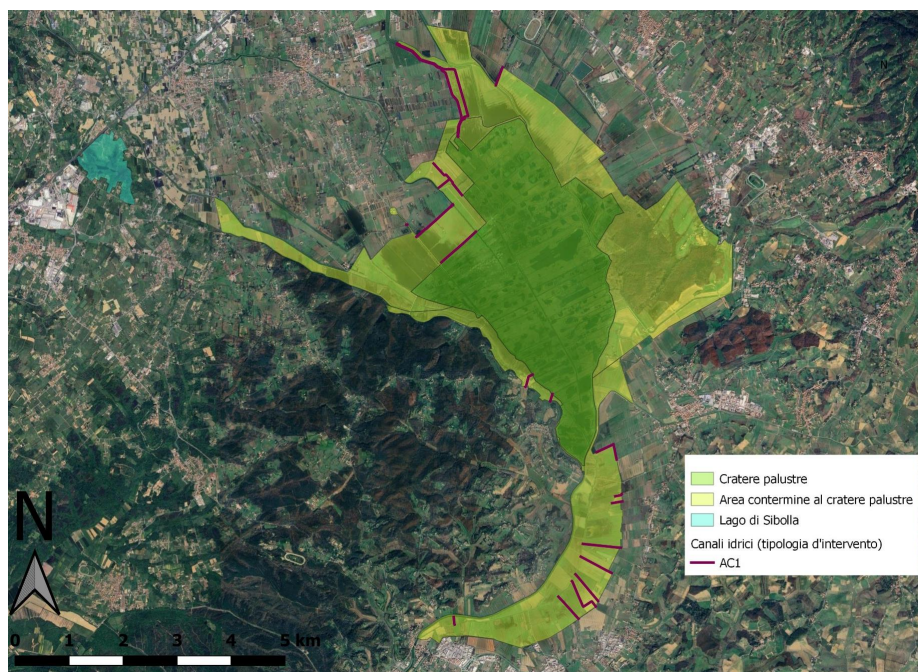 N
Cratere palustre
Area contermine al cratere palustre
Lago di Sibolla
Canali idrici (tipologia d'intervento)
AC1
N
0 1 2 3 4 5 km